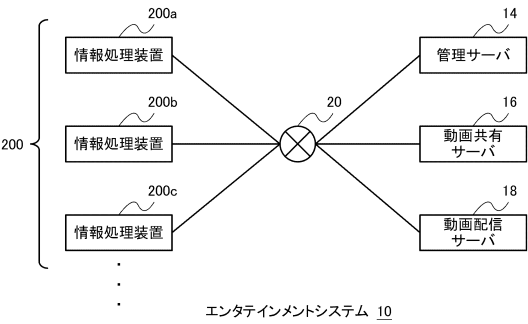 200a
情報処理装置
200b
情報処理装置
200c
情報処理装置
200
20
14
管理サーバ
16
動画共有
サーバ
18
動画配信
サーバ
エンタテインメントシステム 10